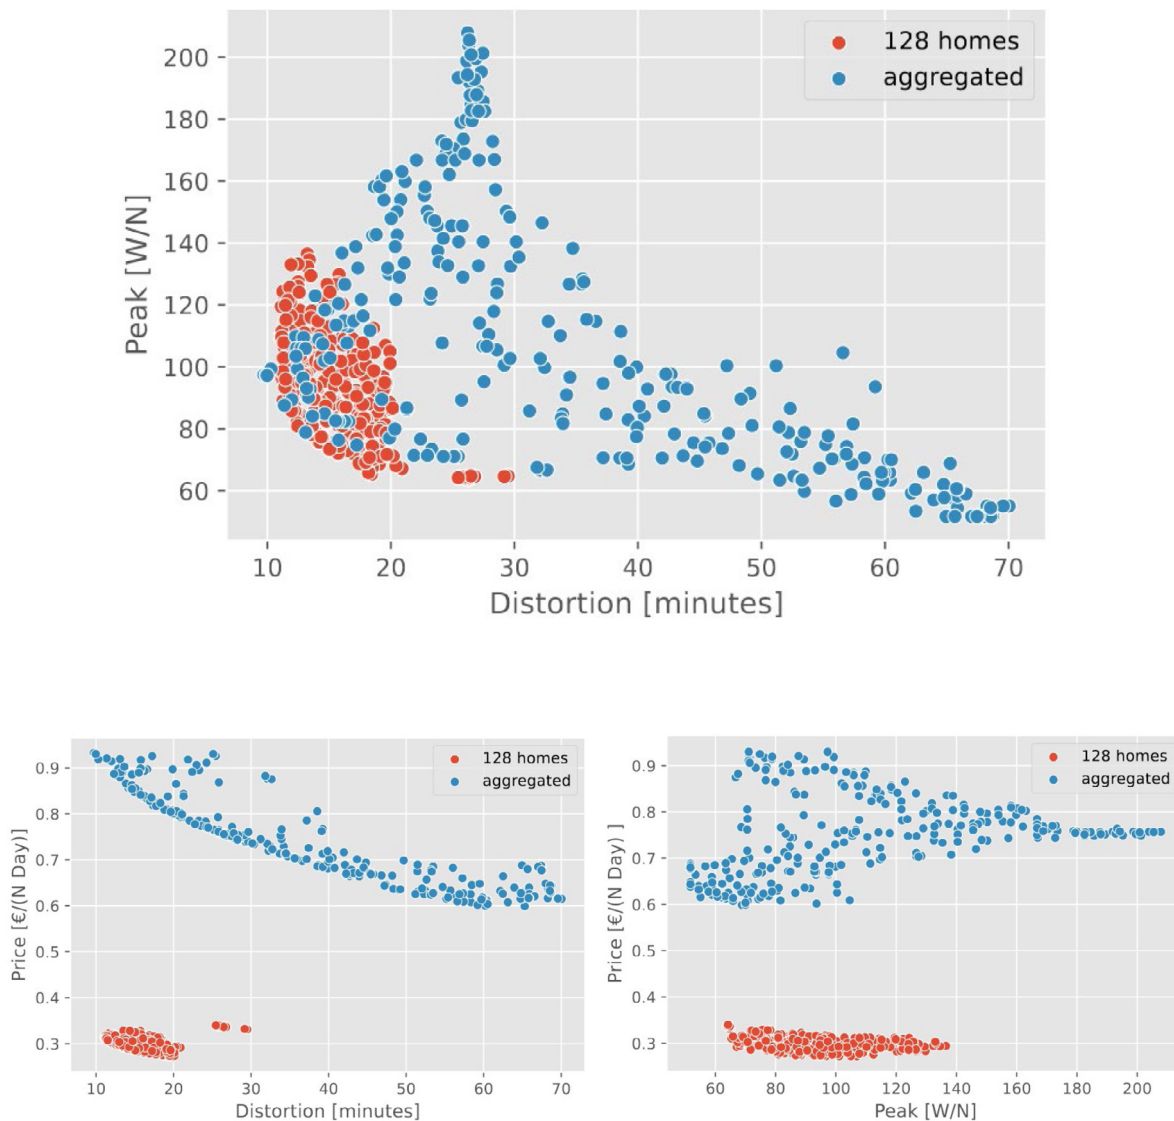 200
180
160
140
120
100
80
60
Peak [W/N]
128 homes
aggregated
10 20 30 40 50 60 70
Distortion [minutes]
0.9
0.8
0.7
0.6
0.5
0.4
0.3
Price [€/(N Day)]
128 homes
aggregated
10 20 30 40 50 60 70
Distortion [minutes]
0.9
0.8
0.7
0.6
0.5
0.4
0.3
Price [€/(N Day) ]
128 homes
aggregated
60 80 100 120 140 160 180 200
Peak [W/N]